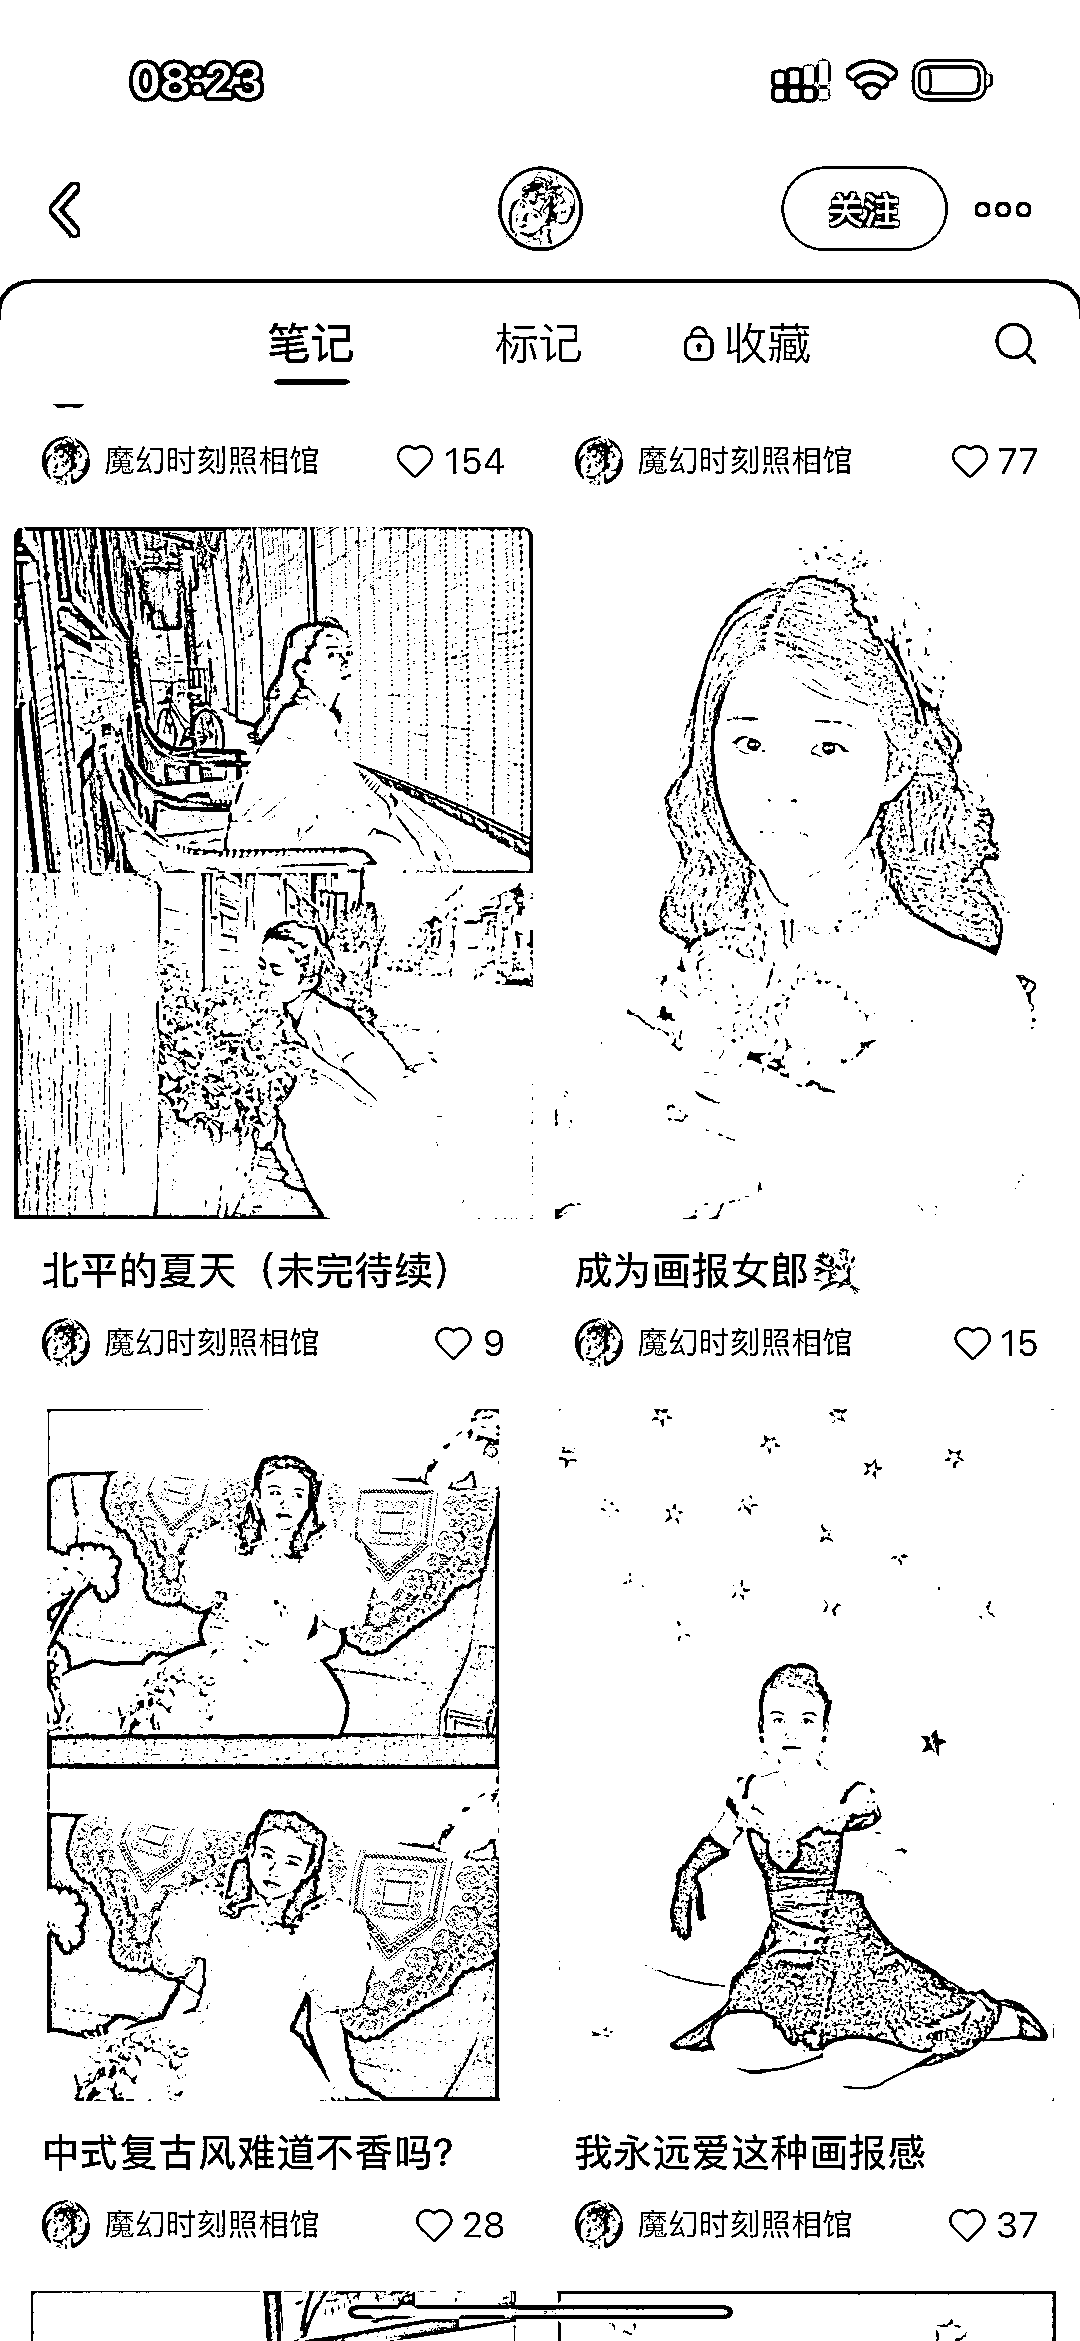 08:23
关注
笔记 标记 收藏
魔幻时刻照相馆 154
魔幻时刻照相馆 77
北平的夏天（未完待续）
魔幻时刻照相馆 9
成为画报女郎
魔幻时刻照相馆 15
中式复古风难道不香吗?
魔幻时刻照相馆 28
我永远爱这种画报感
魔幻时刻照相馆 37